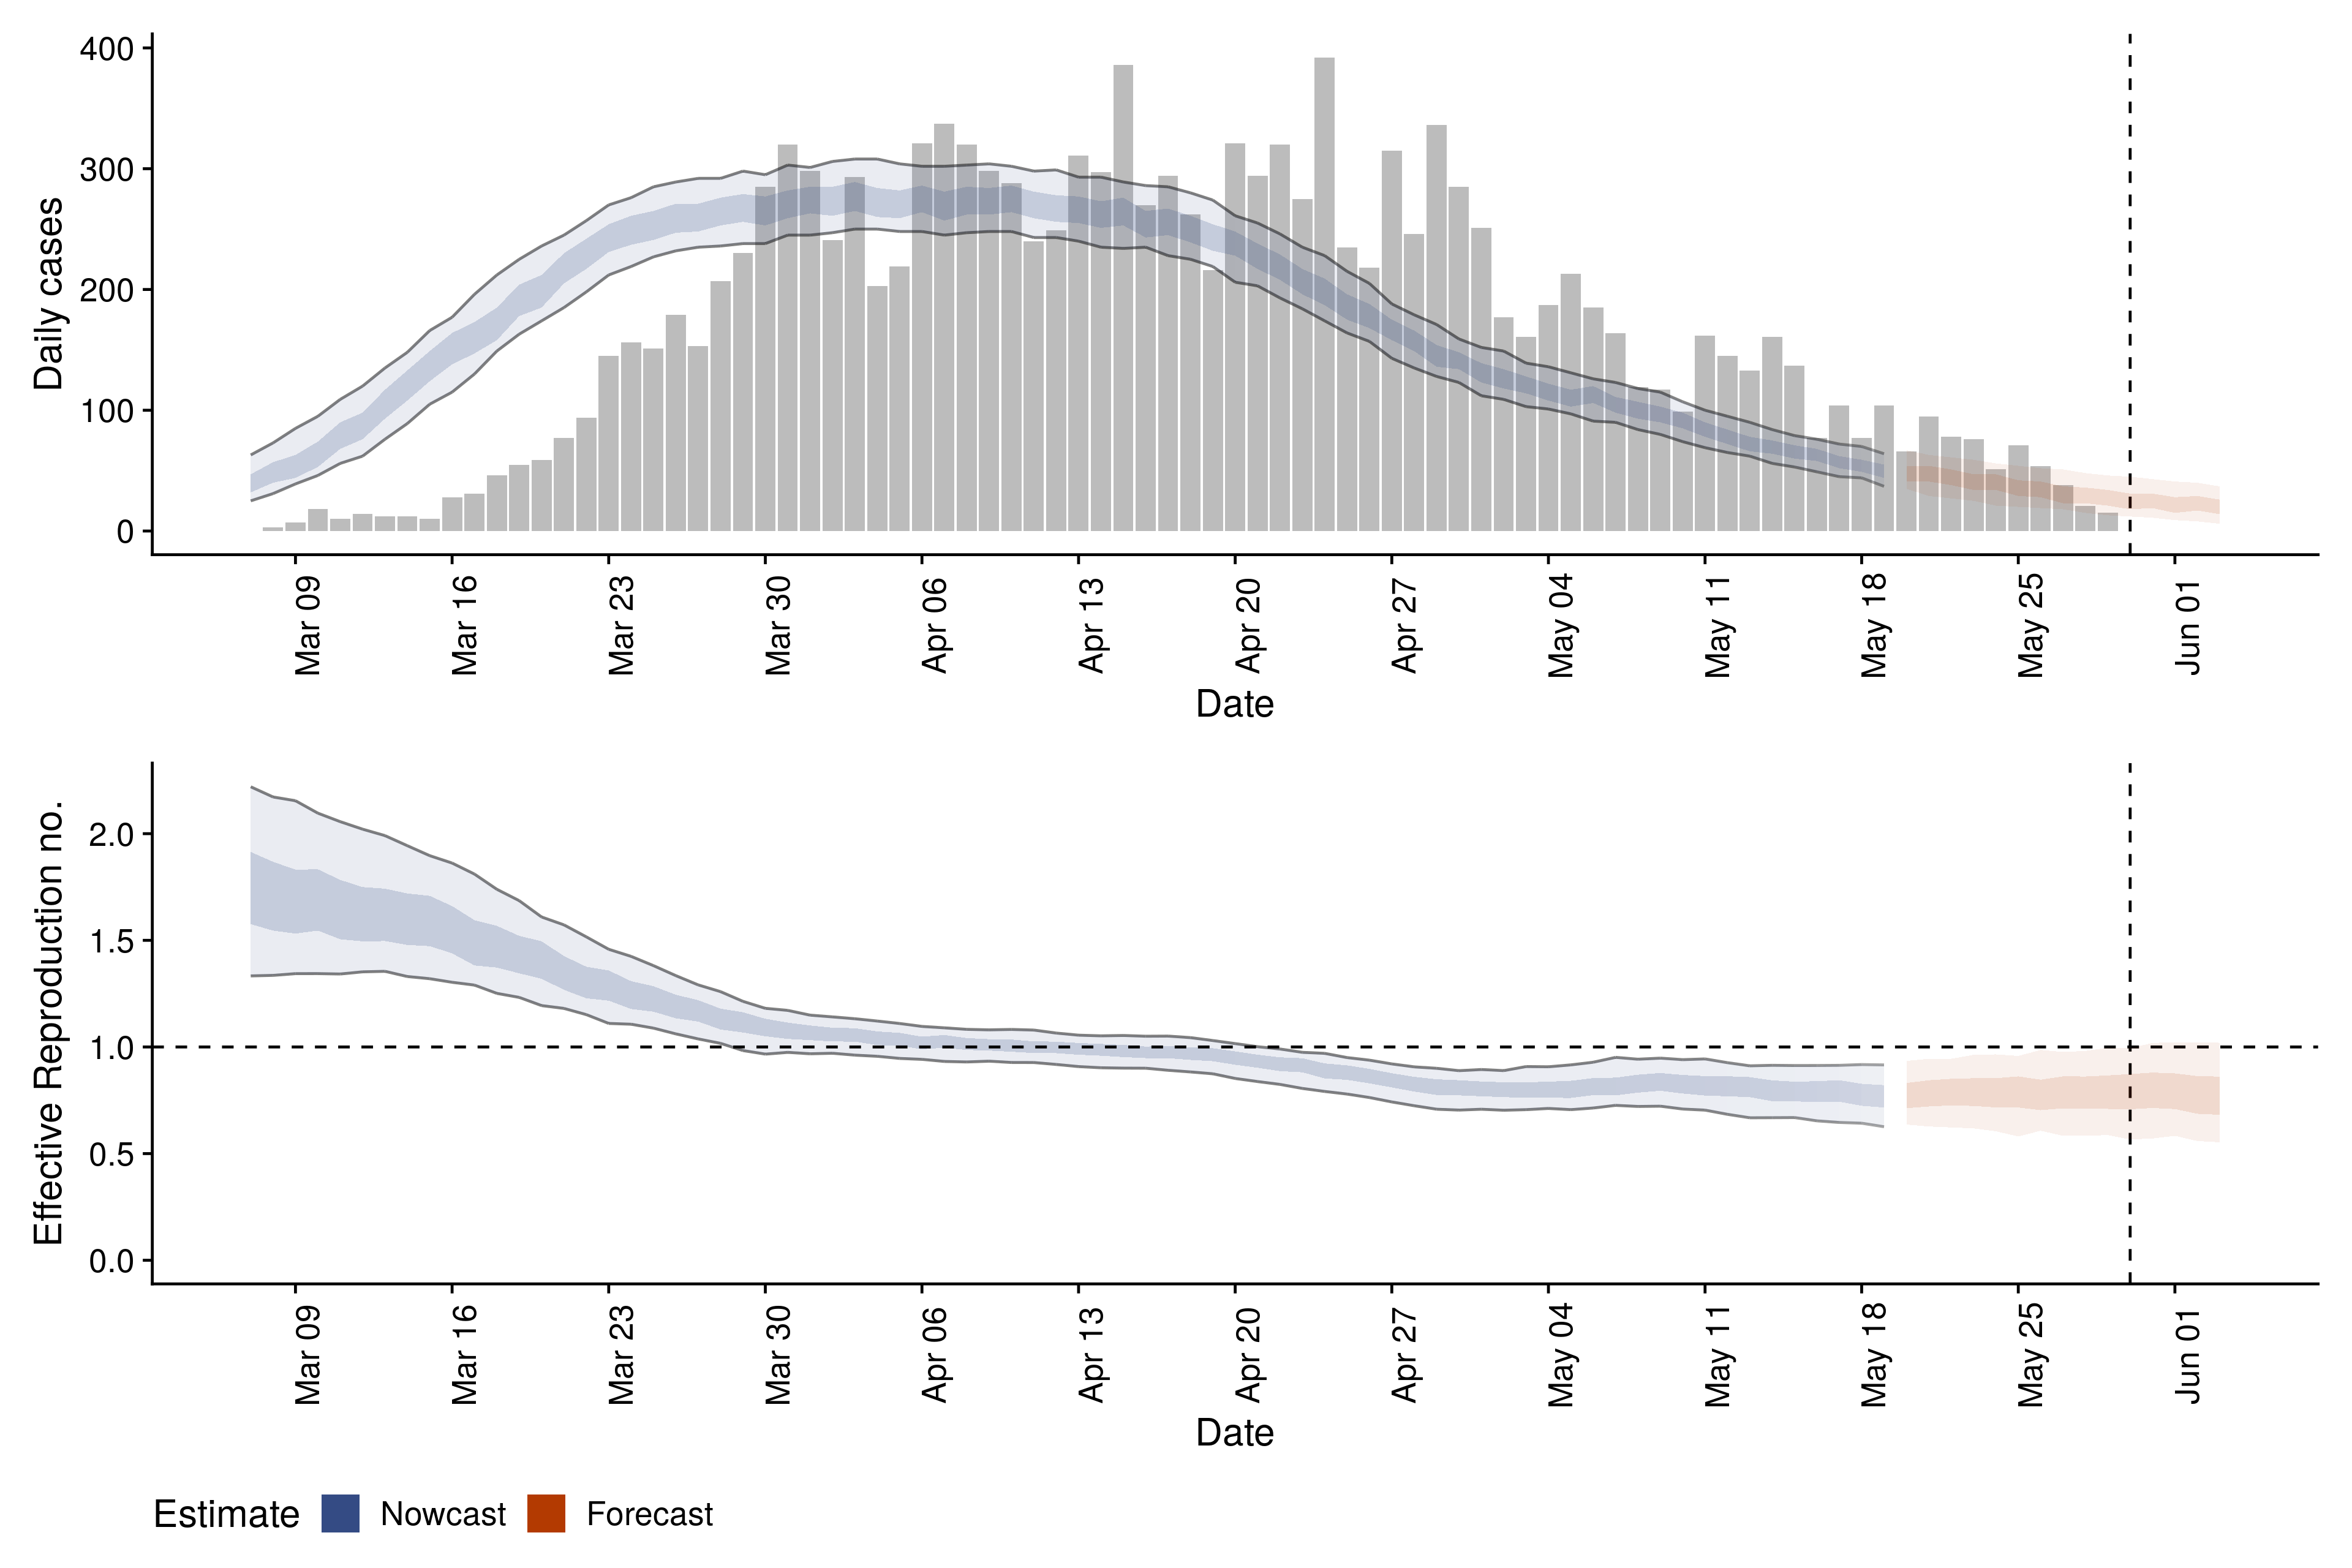 Daily cases
400
300
200
100
0
Mar 09
Mar 16
Mar 23
Mar 30
Apr 06
Apr 13
Apr 20
Apr 27
May 04
May 11
May 18
May 25
Jun 01
Date
Effective Reproduction no.
2.0
1.5
1.0
0.5
0.0
Mar 09
Mar 16
Mar 23
Mar 30
Apr 06
Apr 13
Apr 20
Apr 27
May 04
May 11
May 18
May 25
Jun 01
Date
Estimate Nowcast Forecast